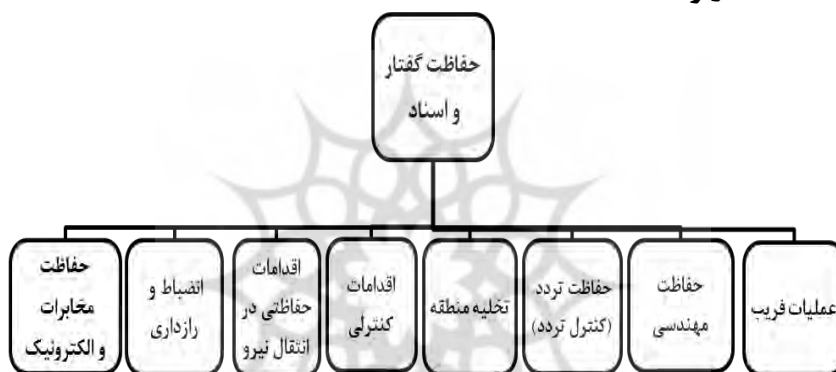 حفاظت گفتار
و اسناد
عملیات فریب
حفاظت
مهندسی
حفاظت تردد
(کنترل تردد)
تخلیه منطقه
اقدامات
کنترلی
اقدامات
حفاظتی در
انتقال نیرو
انضباط و
رازداری
حفاظت
مخابرات
و الکترونیک